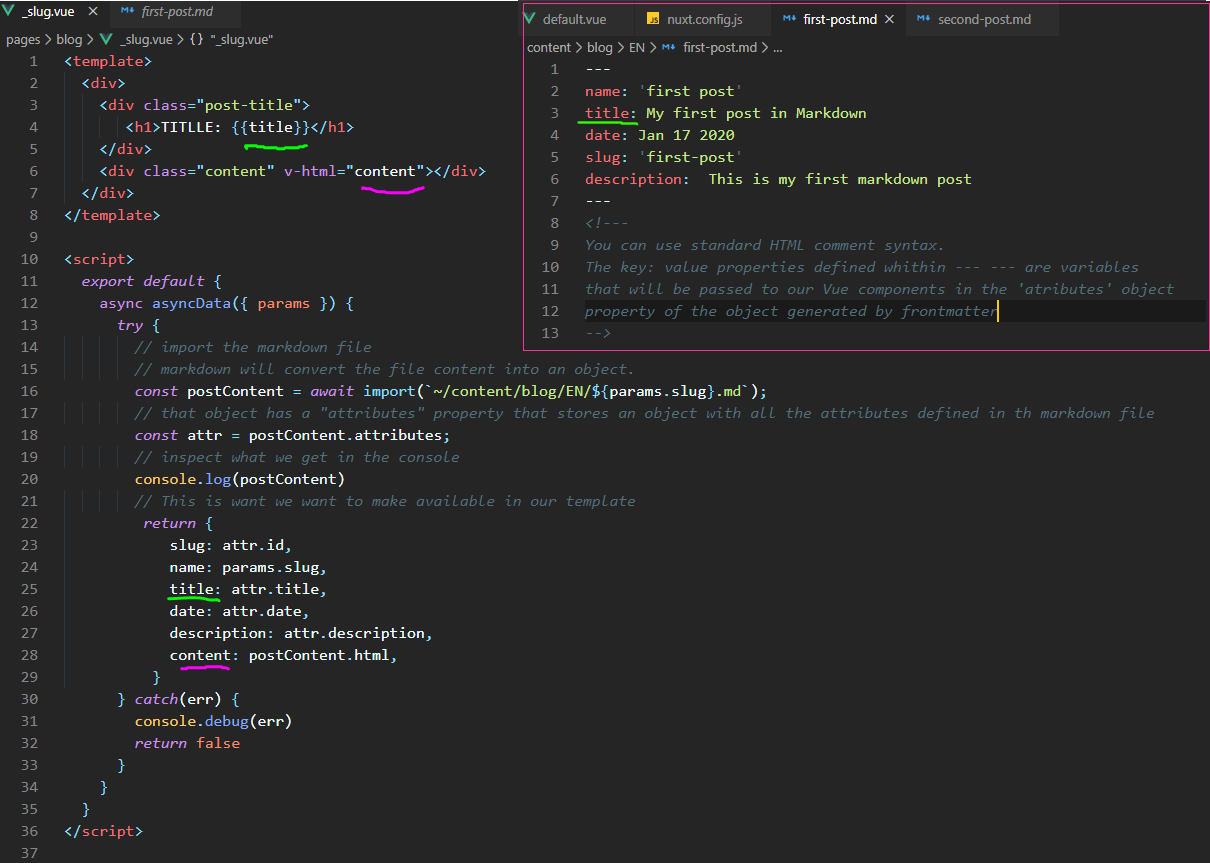 _slug.vue ×
first-post.md
pages > blog > _slug.vue > {} "_slug.vue"
1 <template>
2 <div>
3 <div class="post-title">
4 <h1>TITLLE: {{title}}</h1>
5 </div>
6 <div class="content" v-html="content"></div>
7 </div>
8 </template>
9
10 <script>
11 export default {
12 async asyncData({ params }) {
13 try {
14 // import the markdown file
15 // markdown will convert the file content into an object.
16 const postContent = await import(`~/content/blog/EN/${params.slug}.md`);
17 // that object has a "attributes" property that stores an object with all the attributes defined in th markdown file
18 const attr = postContent.attributes;
19 // inspect what we get in the console
20 console.log(postContent)
21 // This is want we want to make available in our template
22 return {
23 slug: attr.id,
24 name: params.slug,
25 title: attr.title,
26 date: attr.date,
27 description: attr.description,
28 content: postContent.html,
29 }
30 } catch(err) {
31 console.debug(err)
32 return false
33 }
34 }
35 }
36 </script>
37
default.vue
JS nuxt.config.js
first-post.md ×
second-post.md
content > blog > EN > first-post.md > ...
1 ---
2 name: 'first post'
3 title: My first post in Markdown
4 date: Jan 17 2020
5 slug: 'first-post'
6 description:  This is my first markdown post
7 ---
8 <!---
9 You can use standard HTML comment syntax.
10 The key: value properties defined whithin --- --- are variables
11 that will be passed to our Vue components in the 'atributes' object
12 property of the object generated by frontmatter
13 -->